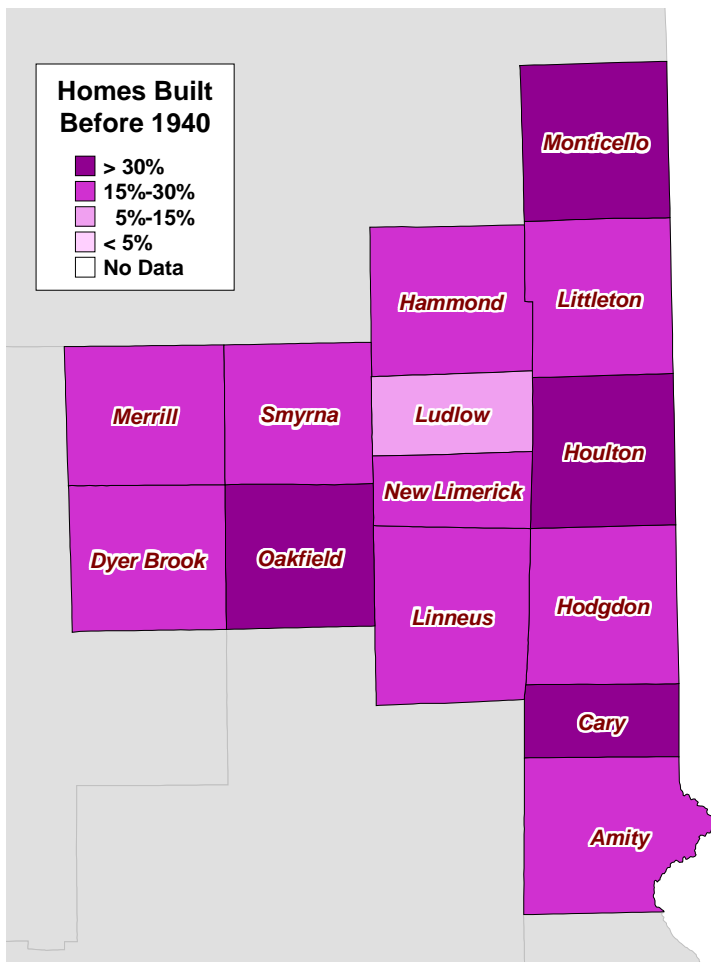 Homes Built
Before 1940
> 30%
15%-30%
5%-15%
< 5%
No Data
Monticello
Hammond
Littleton
Merrill
Smyrna
Ludlow
Houlton
New Limerick
Dyer Brook
Oakfield
Linneus
Hodgdon
Cary
Amity